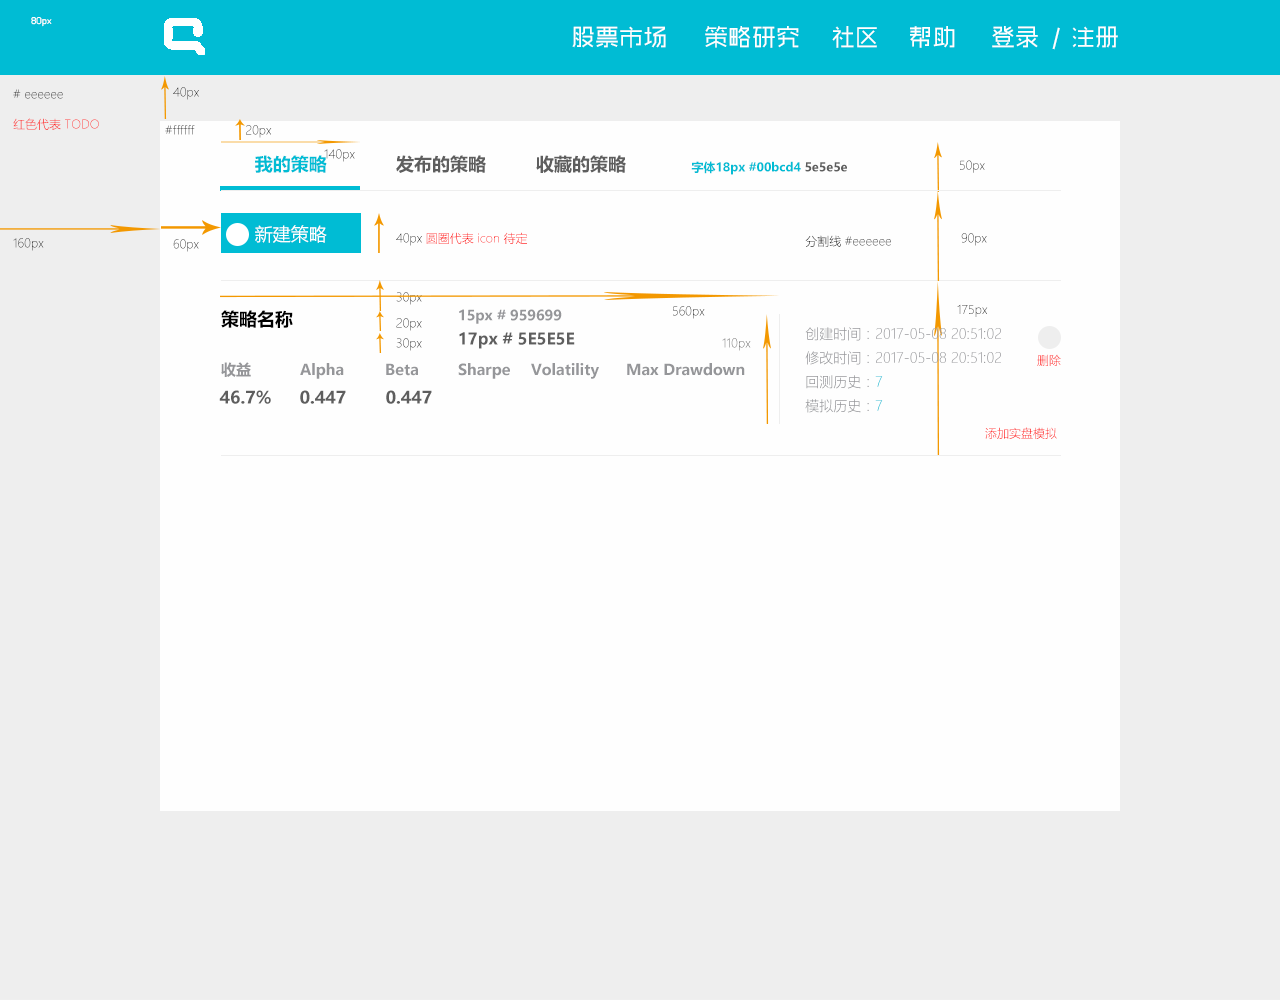 80px
股票市场 策略研究 社区 帮助 登录 / 注册
# eeeeee
40px
红色代表 TODO
#ffffff
20px
140px
我的策略 发布的策略 收藏的策略
字体18px #00bcd4 5e5e5e
50px
新建策略
40px 圆圈代表 icon 待定
分割线 #eeeeee
90px
160px
60px
30px
策略名称
20px
30px
15px # 959699
17px # 5E5E5E
560px
110px
175px
收益 Alpha Beta Sharpe Volatility Max Drawdown
46.7% 0.447 0.447
创建时间：2017-05-08 20:51:02
修改时间：2017-05-08 20:51:02
回测历史：7
模拟历史：7
删除
添加实盘模拟